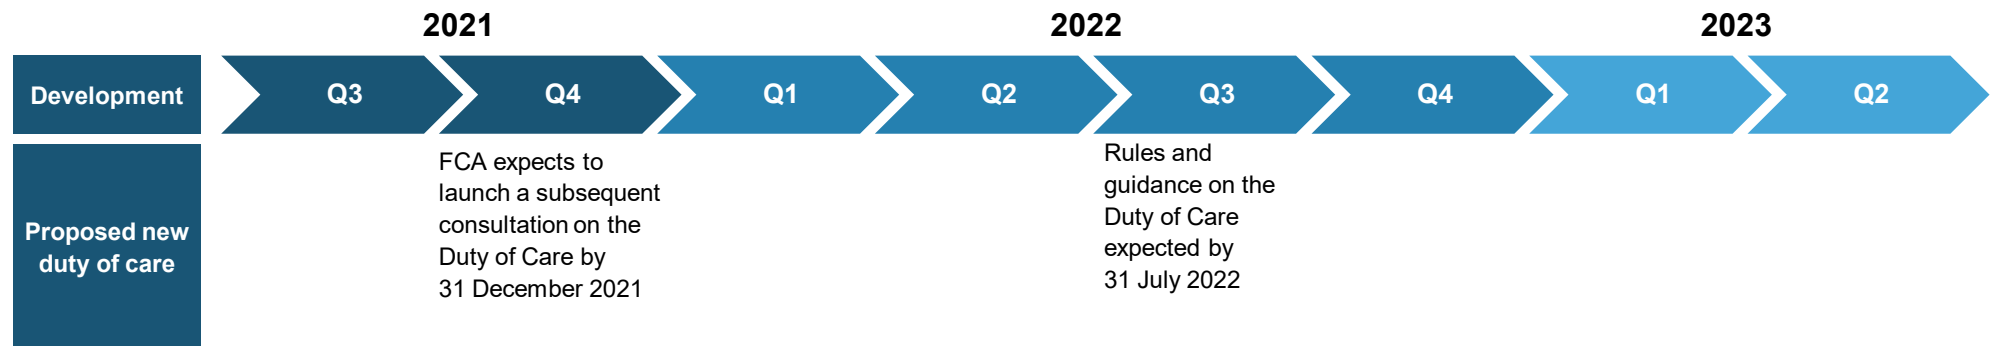 2021 2022 2023
Development Q3 Q4 Q1 Q2 Q3 Q4 Q1 Q2
Proposed new
duty of care
FCA expects to
launch a subsequent
consultation on the
Duty of Care by
31 December 2021
Rules and
guidance on the
Duty of Care
expected by
31 July 2022